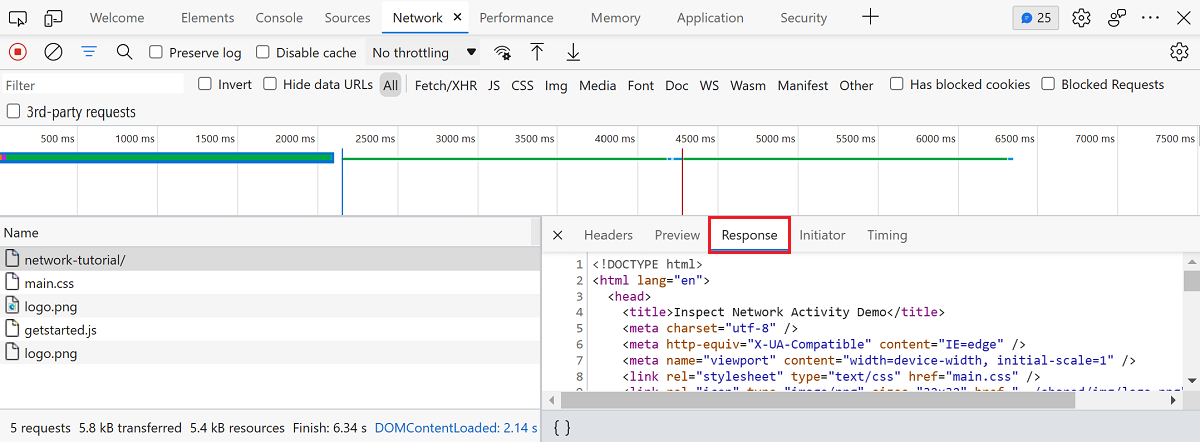 Welcome Elements Console Sources Network Performance Memory Application Security 25
Preserve log Disable cache No throttling
Filter Invert Hide data URLs All Fetch/XHR JS CSS Img Media Font Doc WS Wasm Manifest Other Has blocked cookies Blocked Requests
3rd-party requests
500 ms 1000 ms 1500 ms 2000 ms 2500 ms 3000 ms 3500 ms 4000 ms 4500 ms 5000 ms 5500 ms 6000 ms 6500 ms 7000 ms 7500 ms
Name
network-tutorial/
main.css
logo.png
getstarted.js
logo.png
5 requests 5.8 kB transferred 5.4 kB resources Finish: 6.34 s DOMContentLoaded: 2.14 s
Headers Preview Response Initiator Timing
1 <!DOCTYPE html>
2 <html lang="en">
3 <head>
4 <title>Inspect Network Activity Demo</title>
5 <meta charset="utf-8" />
6 <meta http-equiv="X-UA-Compatible" content="IE=edge" />
7 <meta name="viewport" content="width=device-width, initial-scale=1" />
8 <link rel="stylesheet" type="text/css" href="main.css" />
{ }